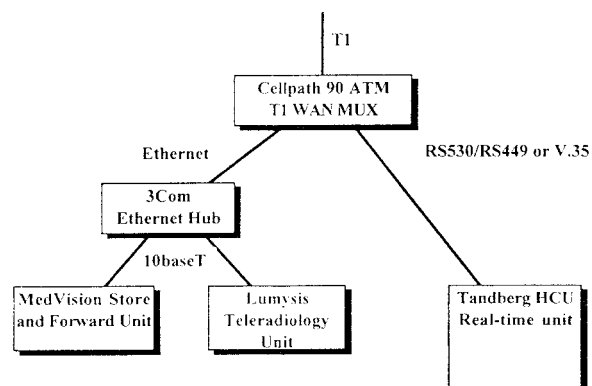 T1
Cellpath 90 ATM
T1 WAN MUX
Ethernet
RS530/RS449 or V.35
3Com
Ethernet Hub
10baseT
MedVision Store
and Forward Unit
Lumysis
Teleradiology
Unit
Tandberg HCU
Real-time unit